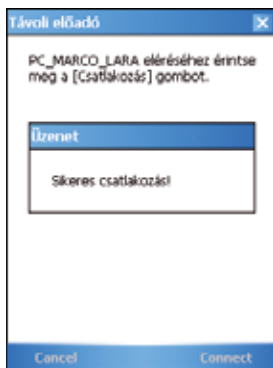 Távoli előadó
PC_MARCO_LARA eléréséhez érintse
meg a [Csatlakozás] gombot.
Üzenet
Sikeres csatlakozás!
Cancel Connect